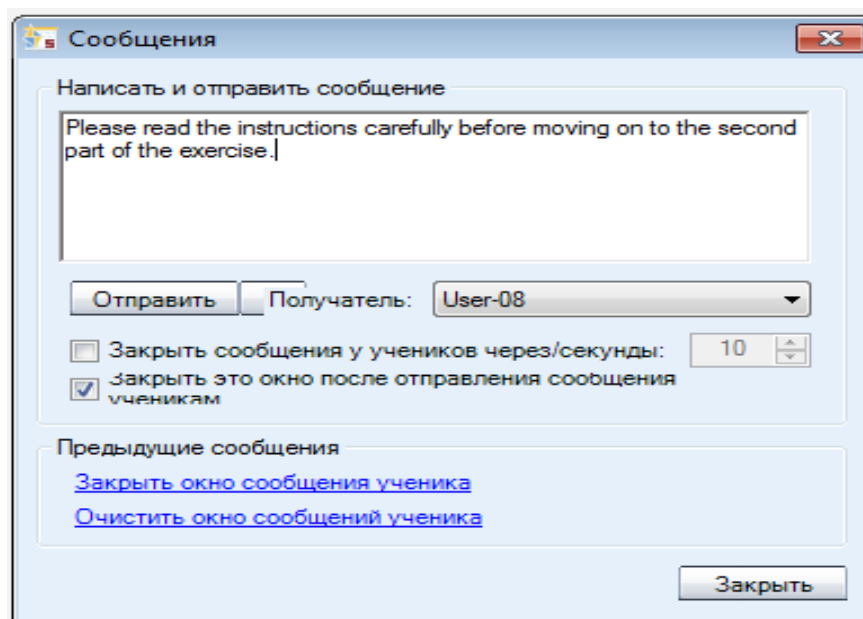 Сообщения
Написать и отправить сообщение
Please read the instructions carefully before moving on to the second
part of the exercise.
Отправить Получатель: User-08
Закрыть сообщения у учеников через/секунды: 10
Закрыть это окно после отправления сообщения
ученикам
Предыдущие сообщения
Закрыть окно сообщения ученика
Очистить окно сообщений ученика
Закрыть